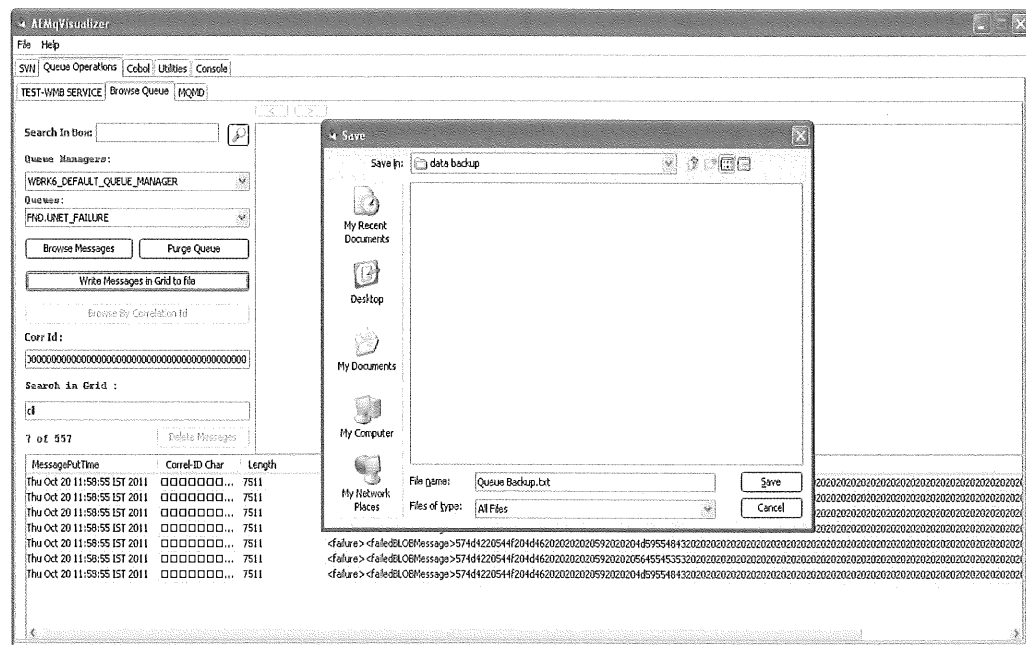 AEMqVisualizer
File Help
SVN Queue Operations Cobol Utilities Console
TEST-WMB SERVICE Browse Queue MQMD
Search In Box:
Queue Managers:
WBRK6_DEFAULT_QUEUE_MANAGER
Queues:
FND.UNET_FAILURE
Browse Messages Purge Queue
Write Messages in Grid to file
Browse By Correlation Id
Corr Id:
Search in Grid :
cli
7 of 557 Delete Messages
Save
Save in: data backup
My Recent
Documents
Desktop
My Documents
My Computer
My Network
Places
File name: Queue Backup.txt Save
Files of type: All Files Cancel
MessagePutTime Correl-ID Char Length
Thu Oct 20 11:58:55 IST 2011 7511
Thu Oct 20 11:58:55 IST 2011 7511
Thu Oct 20 11:58:55 IST 2011 7511
Thu Oct 20 11:58:55 IST 2011 7511
Thu Oct 20 11:58:55 IST 2011 7511
Thu Oct 20 11:58:55 IST 2011 7511 <failure><failedBLOBMessage>
Thu Oct 20 11:58:55 IST 2011 7511 <failure><failedBLOBMessage>